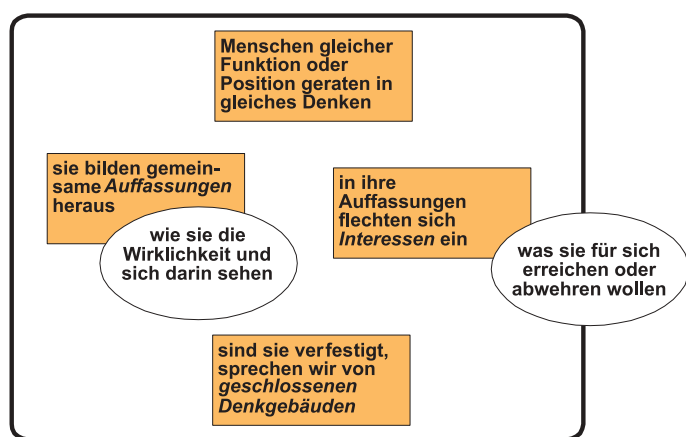 Menschen gleicher
Funktion oder
Position geraten in
gleiches Denken
sie bilden gemein-
same Auffassungen
heraus
wie sie die
Wirklichkeit und
sich darin sehen
in ihre
Auffassungen
flechten sich
Interessen ein
was sie für sich
erreichen oder
abwehren wollen
sind sie verfestigt,
sprechen wir von
geschlossenen
Denkgebäuden